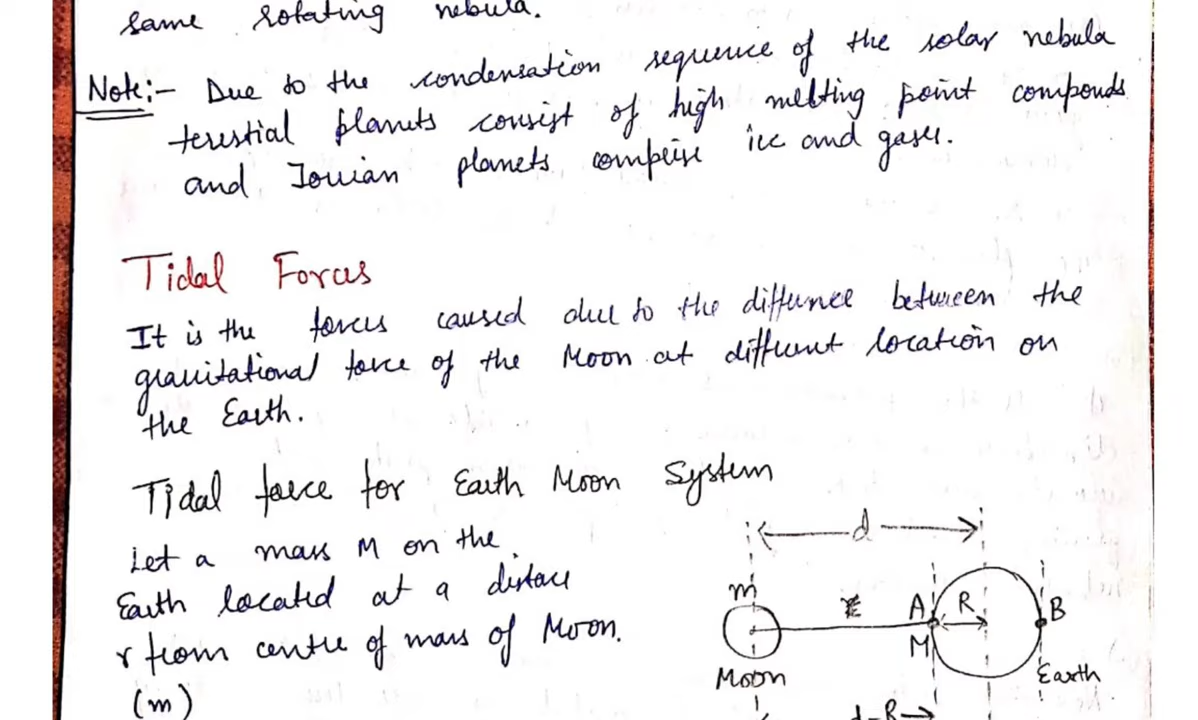 same rotating nebula.
Note:- Due to the condensation sequence of the solar nebula
terestial planets consist of high melting point compounds
and Jovian planets comprise ice and gases.
Tidal Forces
It is the forces caused due to the difference between the
gravitational force of the Moon at different location on
the Earth.
Tidal force for Earth Moon System
Let a mass M on the
Earth located at a distace
r from centre of mass of Moon.
(m)
d
m
A R B
M
Moon Earth
d-R